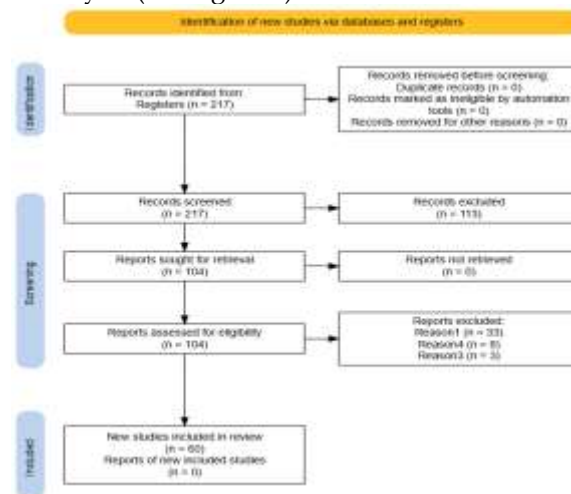 Identification of new studies via databases and registers
Identification
Records identified from
Registers (n = 217)
Records removed before screening:
Duplicate records (n = 0)
Records marked as ineligible by automation
tools (n = 0)
Records removed for other reasons (n = 0)
Screening
Records screened
(n = 217)
Records excluded
(n = 113)
Reports sought for retrieval
(n = 104)
Reports not retrieved
(n = 0)
Reports assessed for eligibility
(n = 104)
Reports excluded:
Reason1 (n = 33)
Reason4 (n = 8)
Reason3 (n = 3)
Included
New studies included in review
(n = 60)
Reports of new included studies
(n = 0)